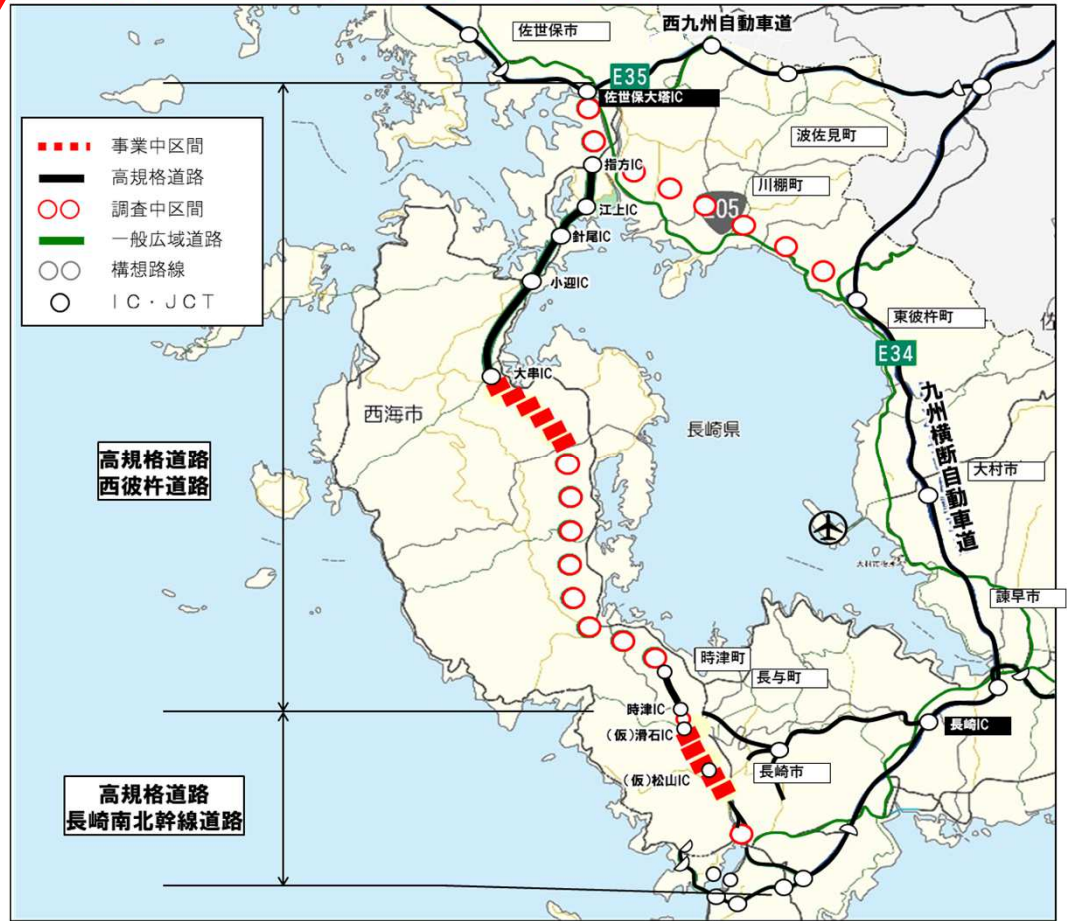 佐世保市
西九州自動車道
E35
佐世保大塔IC
事業中区間
高規格道路
調査中区間
一般広域道路
構想路線
IC・JCT
波佐見町
指方IC
川棚町
05
江上IC
針尾IC
小迎IC
東彼杵町
佐
E34
大串IC
西海市
長崎県
九州横断自動車道
高規格道路
西彼杵道路
大村市
諫早市
時津町
長与町
時津IC
(仮)滑石IC
長崎IC
(仮)松山IC
長崎市
高規格道路
長崎南北幹線道路